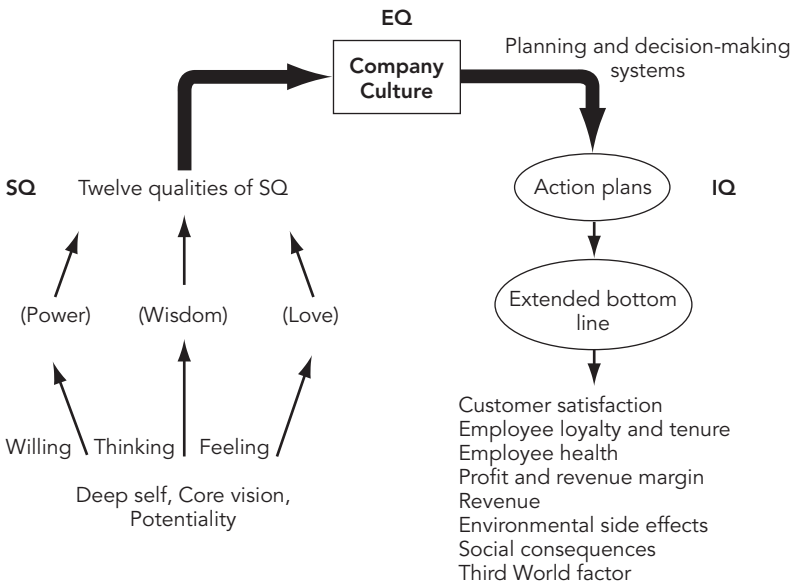 EQ
Company
Culture
Planning and decision-making
systems
SQ
Twelve qualities of SQ
Action plans
IQ
(Power)
(Wisdom)
(Love)
Extended bottom
line
Willing
Thinking
Feeling
Deep self, Core vision,
Potentiality
Customer satisfaction
Employee loyalty and tenure
Employee health
Profit and revenue margin
Revenue
Environmental side effects
Social consequences
Third World factor